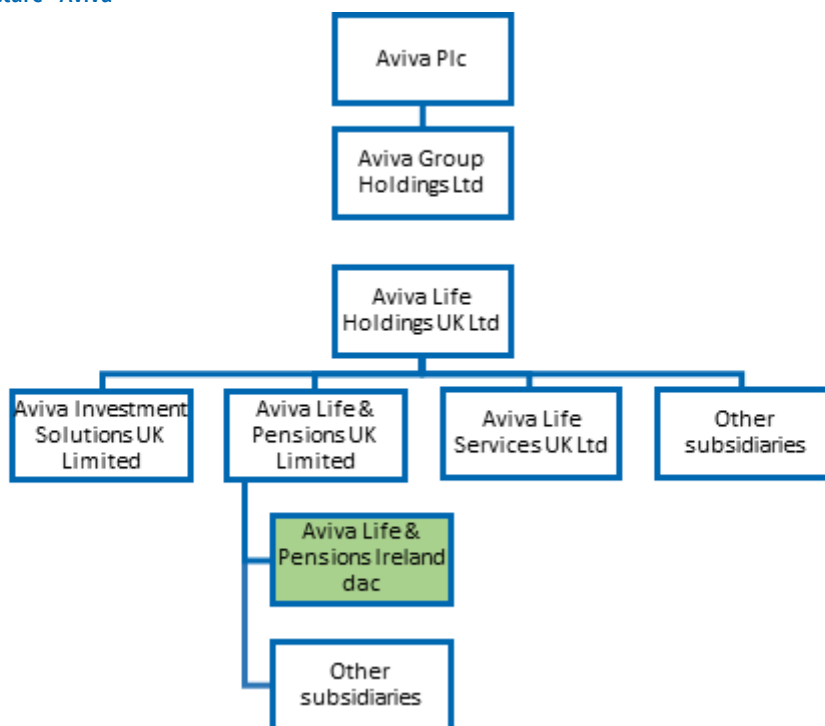 Aviva
Aviva Plc
Aviva Group
Holdings Ltd
Aviva Life
Holdings UK Ltd
Aviva Investment
Solutions UK
Limited
Aviva Life &
Pensions UK
Limited
Aviva Life
Services UK Ltd
Other
subsidiaries
Aviva Life &
Pensions Ireland
dac
Other
subsidiaries